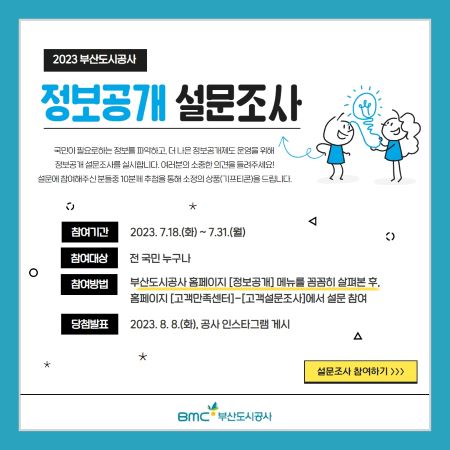 2023 부산도시공사
정보공개 설문조사
국민이 필요로하는 정보를 파악하고, 더 나은 정보공개제도 운영을 위해
정보공개 설문조사를 실시합니다. 여러분의 소중한 의견을 들려주세요!
설문에 참여해주신 분들중 10분께 추첨을 통해 소정의 상품(기프티콘)을 드립니다.
참여기간 2023. 7.18.(화) ~ 7.31.(월)
참여대상 전 국민 누구나
참여방법 부산도시공사 홈페이지 [정보공개] 메뉴를 꼼꼼히 살펴본 후,
홈페이지 [고객만족센터]-[고객설문조사]에서 설문 참여
당첨발표 2023. 8. 8.(화), 공사 인스타그램 게시
설문조사 참여하기 >>>
BMC 부산도시공사